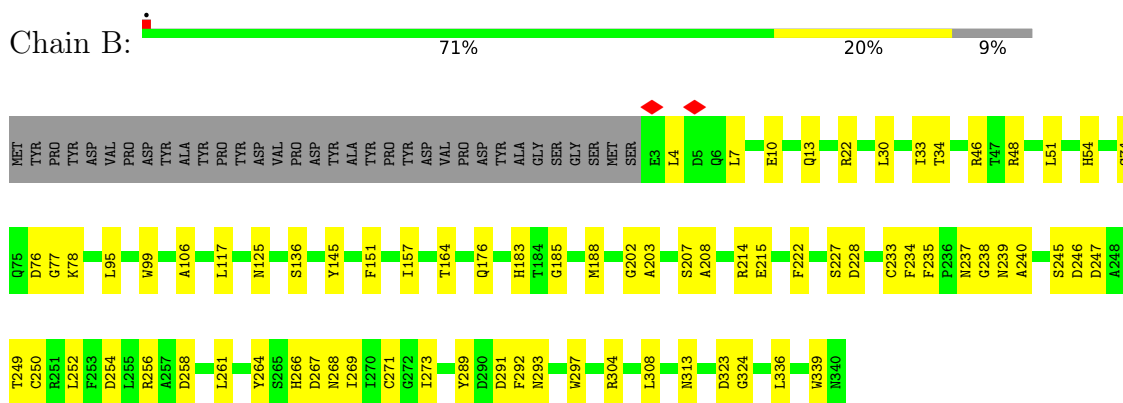 Chain B:
71% 20% 9%
MET TYR PRO TYR ASP VAL PRO ASP TYR ALA TYR PRO TYR ASP VAL PRO ASP TYR ALA TYR PRO TYR ASP VAL PRO ASP TYR ALA GLY SER GLY SER MET SER E3 L4 D5 Q6 L7 E10 Q13 R22 L30 I33 T34 R46 T47 R48 L51 H54
Q75 D76 G77 K78 L95 W99 A106 L117 N125 S136 Y145 F151 I157 T164 Q176 H183 T184 G185 M188 G202 A203 S207 A208 R214 E215 F222 S227 D228 C233 F234 F235 P236 N237 G238 N239 A240 S245 D246 D247 A248
T249 C250 R251 L252 F253 D254 L255 R256 A257 D258 L261 Y264 S265 H266 D267 N268 I269 I270 C271 G272 I273 Y289 D290 D291 F292 N293 W297 R304 L308 N313 D323 G324 L336 W339 N340